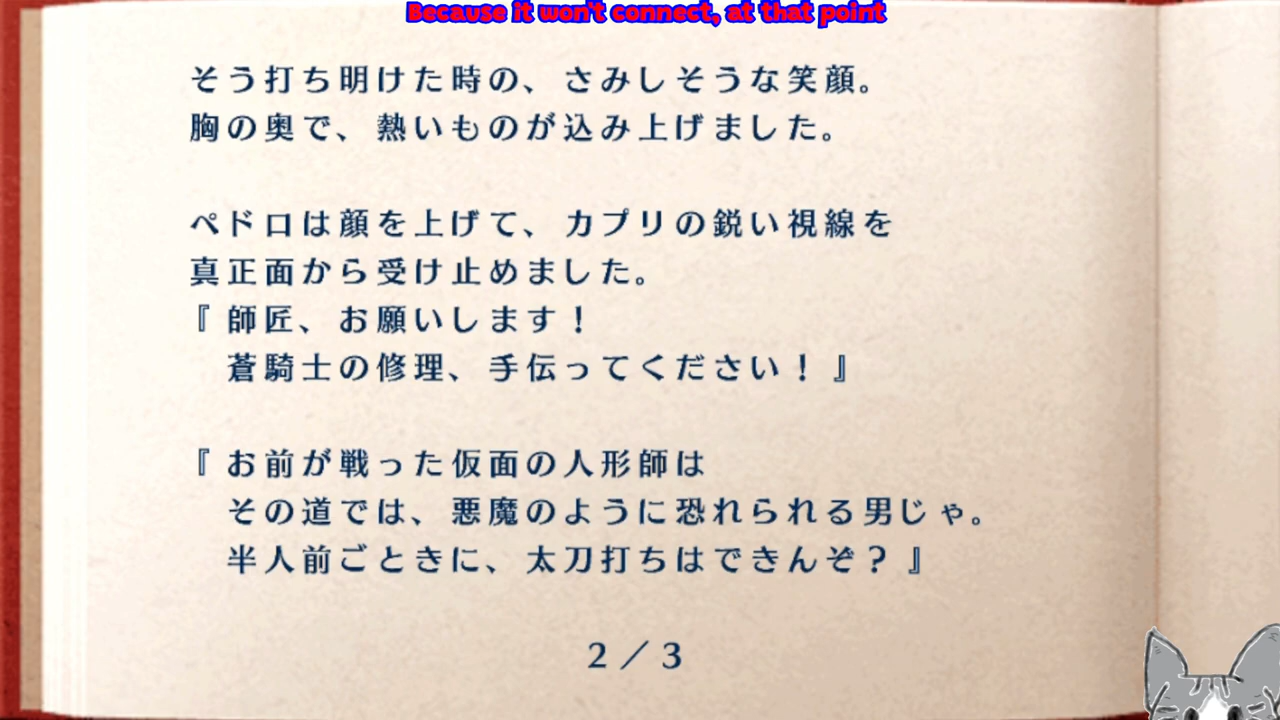 Because it won't connect, at that point
そう打ち明けた時の、さみしそうな笑顔。
胸の奥で、熱いものが込み上げました。
ペドロは顔を上げて、カプリの鋭い視線を
真正面から受け止めました。
『師匠、お願いします！
蒼騎士の修理、手伝ってください！』
『お前が戦った仮面の人形師は
その道では、悪魔のように恐れられる男じゃ。
半人前ごときに、太刀打ちはできんぞ？』
2／3